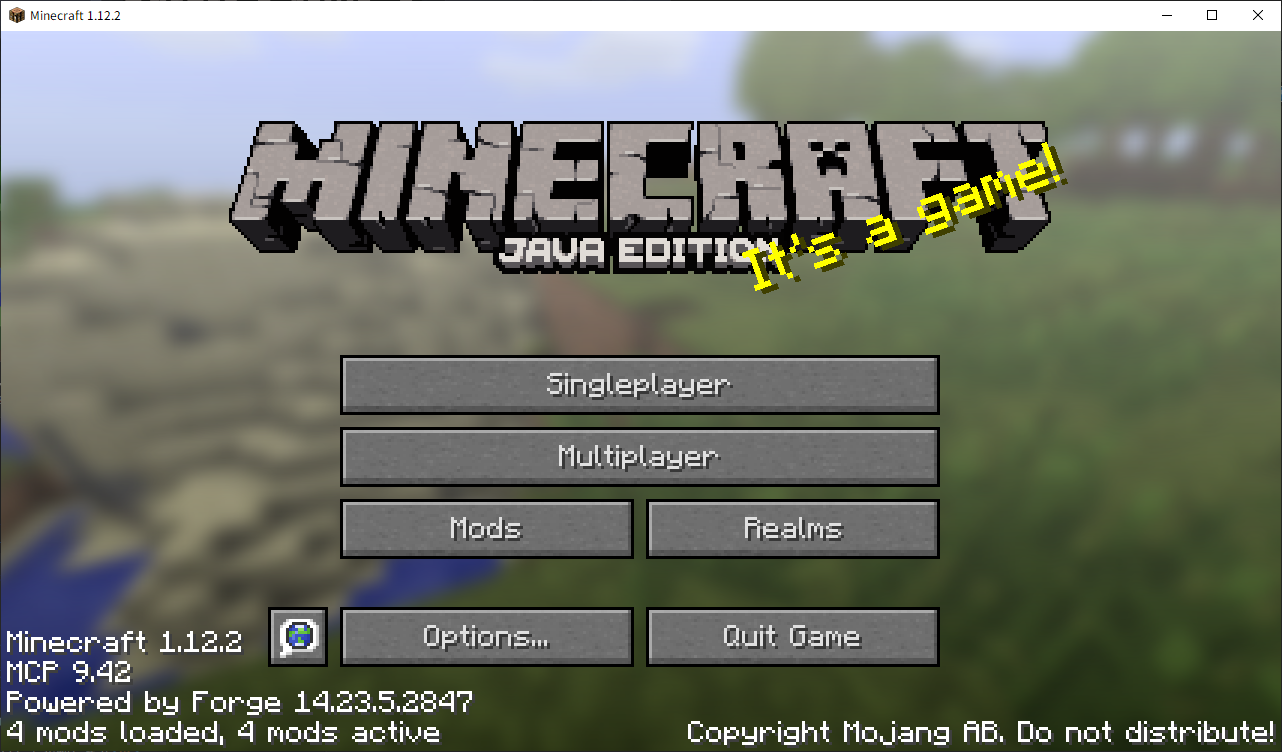 Minecraft 1.12.2
MINECRAFT
JAVA EDITION
It's a game!
Singleplayer
Multiplayer
Mods
Realms
Options...
Quit Game
Minecraft 1.12.2
MCP 9.42
Powered by Forge 14.23.5.2847
4 mods loaded, 4 mods active
Copyright Mojang AB. Do not distribute!